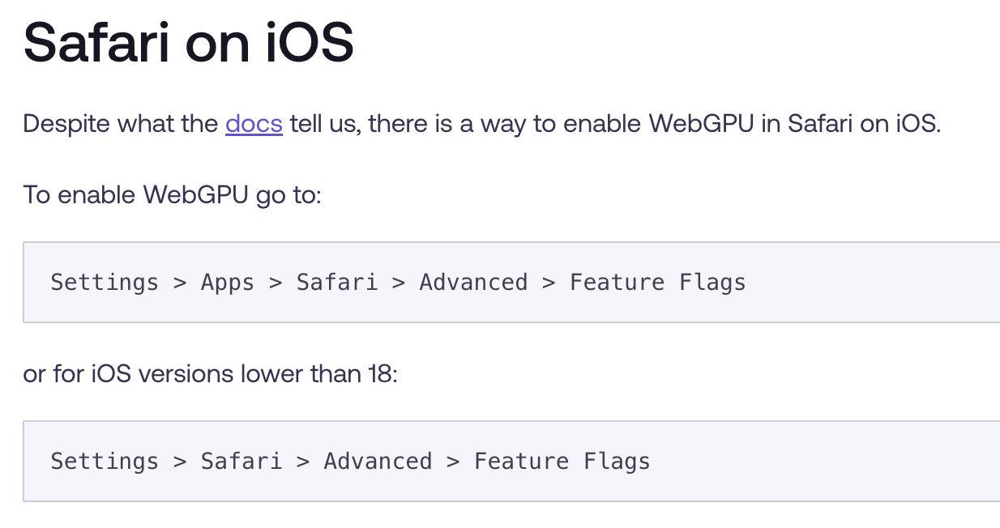 Safari on iOS
Despite what the docs tell us, there is a way to enable WebGPU in Safari on iOS.
To enable WebGPU go to:
Settings > Apps > Safari > Advanced > Feature Flags
or for iOS versions lower than 18:
Settings > Safari > Advanced > Feature Flags